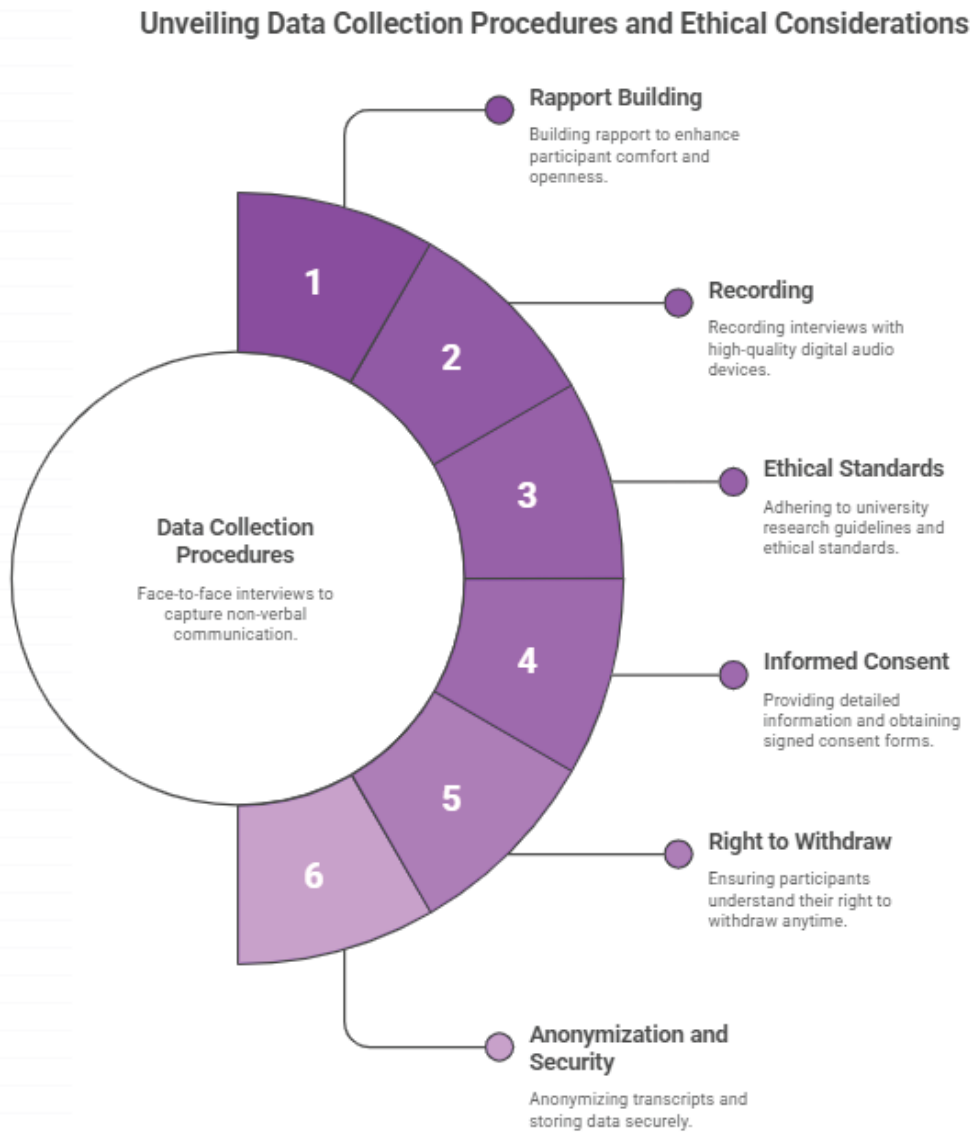 Unveiling Data Collection Procedures and Ethical Considerations
Rapport Building
Building rapport to enhance
participant comfort and
openness.
1
Recording
Recording interviews with
high-quality digital audio
devices.
2
Ethical Standards
Adhering to university
research guidelines and
ethical standards.
3
Data Collection
Procedures
Face-to-face interviews to
capture non-verbal
communication.
4
Informed Consent
Providing detailed
information and obtaining
signed consent forms.
5
Right to Withdraw
Ensuring participants
understand their right to
withdraw anytime.
6
Anonymization and
Security
Anonymizing transcripts and
storing data securely.